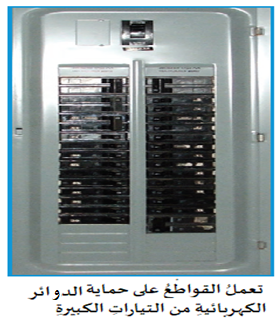 تعملُ القواطعُ على حماية الدوائر
الكهربائيةِ من التياراتِ الكبيرةِ